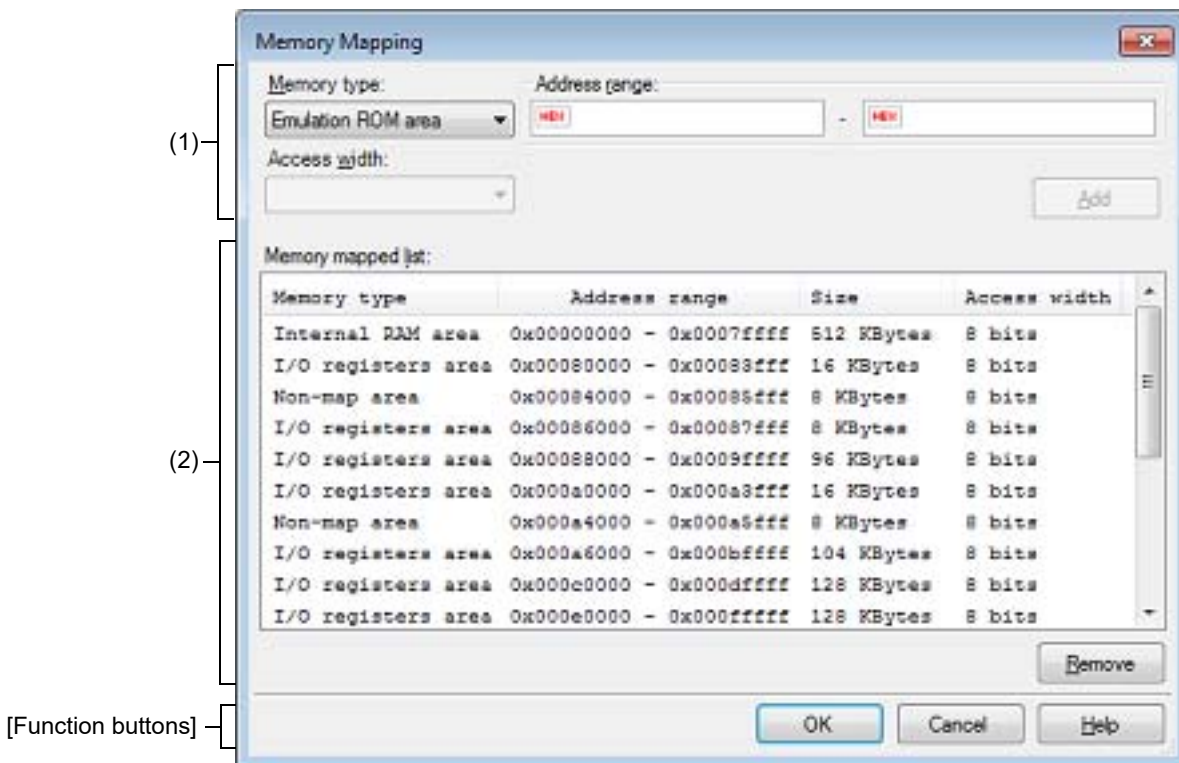 Memory Mapping
(1)
Memory type:
Address range:
Emulation ROM area
HEX
-
HEX
Access width:
Add
(2)
Memory mapped list:
Memory type Address range Size Access width
Internal RAM area 0x00000000 - 0x0007ffff 512 KBytes 8 bits
I/O registers area 0x00080000 - 0x00083fff 16 KBytes 8 bits
Non-map area 0x00084000 - 0x00085fff 8 KBytes 8 bits
I/O registers area 0x00086000 - 0x00087fff 8 KBytes 8 bits
I/O registers area 0x00088000 - 0x0009ffff 96 KBytes 8 bits
I/O registers area 0x000a0000 - 0x000a3fff 16 KBytes 8 bits
Non-map area 0x000a4000 - 0x000a5fff 8 KBytes 8 bits
I/O registers area 0x000a6000 - 0x000bffff 104 KBytes 8 bits
I/O registers area 0x000c0000 - 0x000dffff 128 KBytes 8 bits
I/O registers area 0x000e0000 - 0x000fffff 128 KBytes 8 bits
Remove
[Function buttons]
OK
Cancel
Help